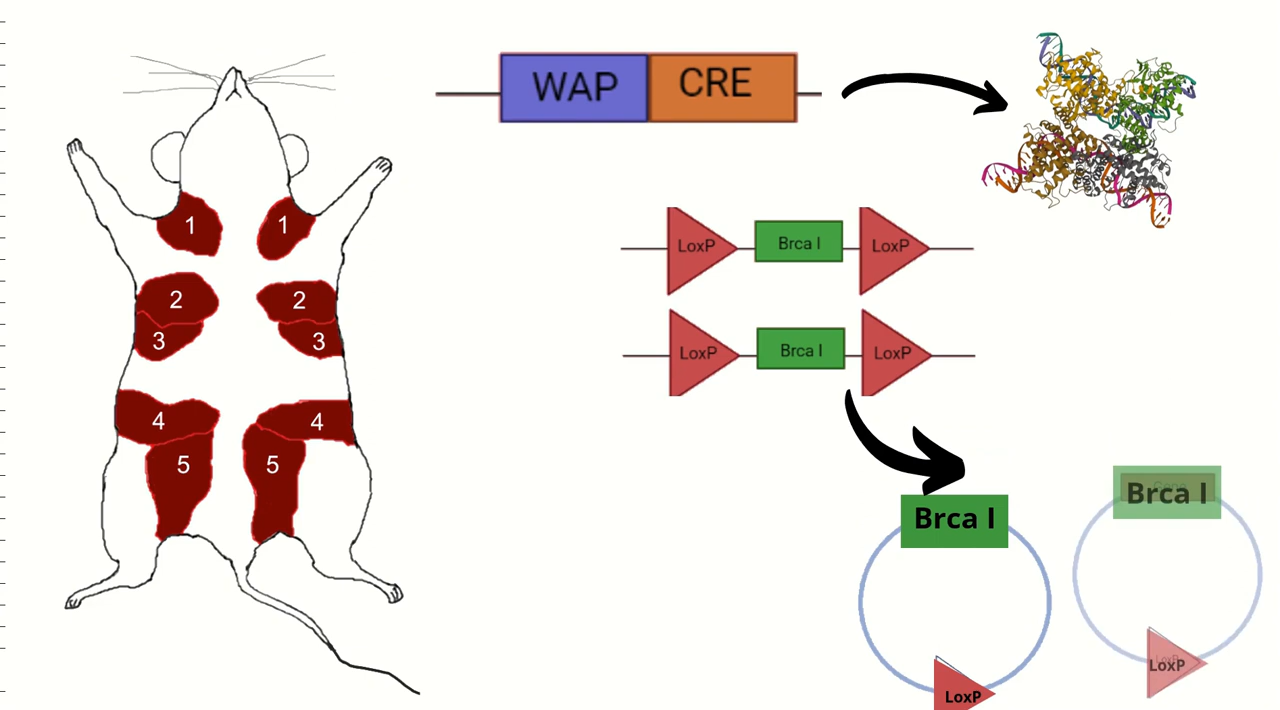 WAP CRE
1 1
2 2
3 3
4 4
5 5
LoxP Brca I LoxP
LoxP Brca I LoxP
Brca I
LoxP
Brca I
LoxP